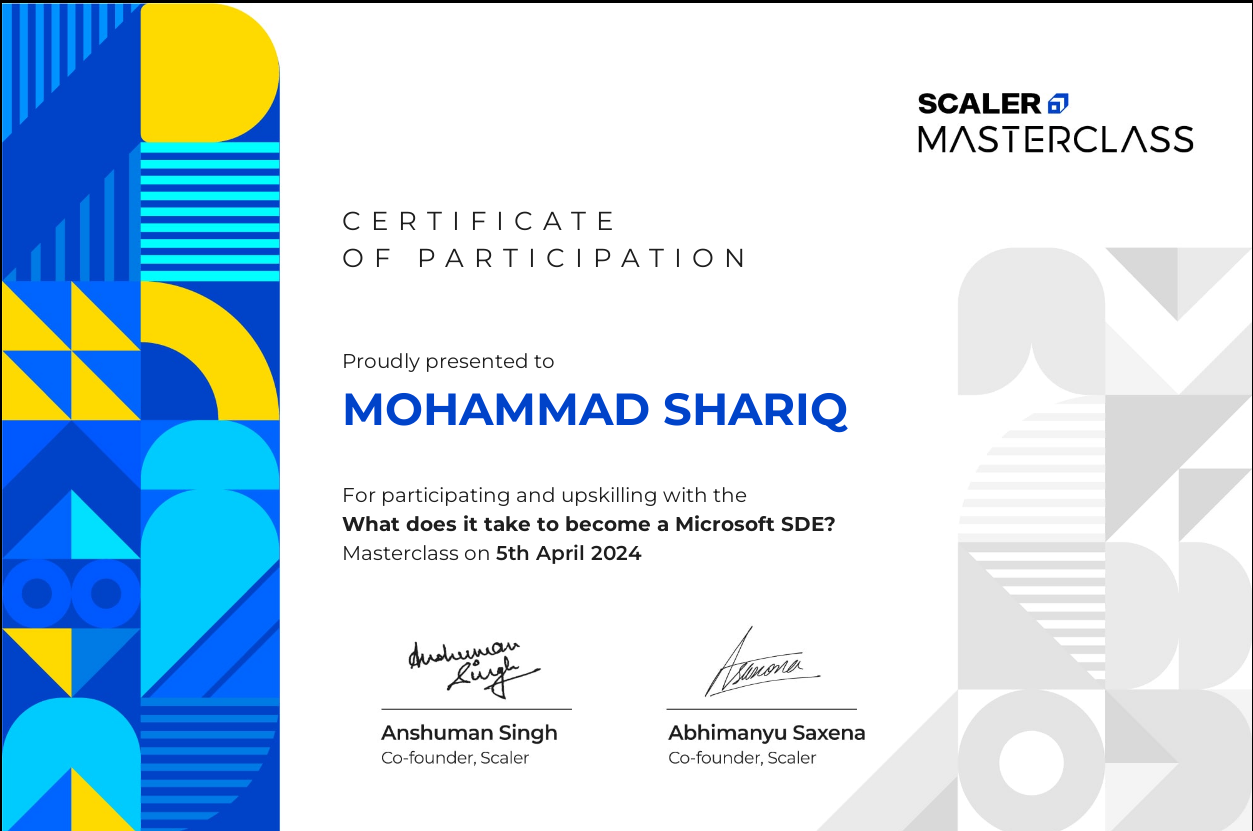 SCALER
MASTERCLASS
CERTIFICATE
OF PARTICIPATION
Proudly presented to
MOHAMMAD SHARIQ
For participating and upskilling with the
What does it take to become a Microsoft SDE?
Masterclass on 5th April 2024
Anshuman
Singh
Asaxena
Anshuman Singh
Co-founder, Scaler
Abhimanyu Saxena
Co-founder, Scaler